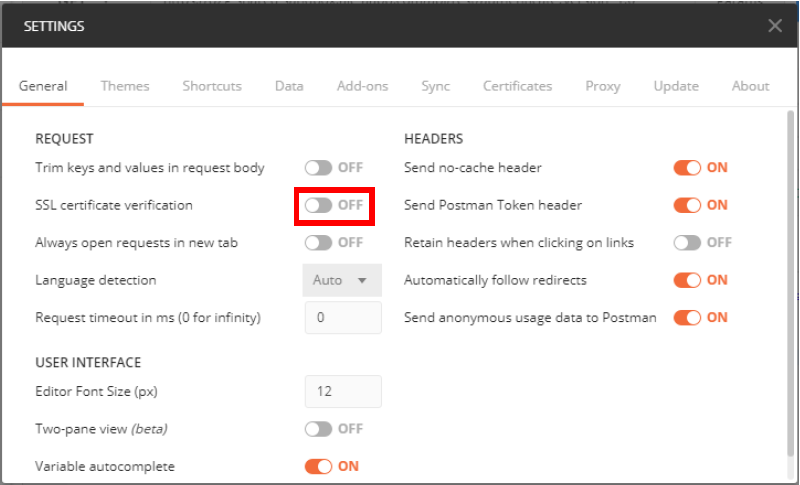 SETTINGS
General Themes Shortcuts Data Add-ons Sync Certificates Proxy Update About
REQUEST
Trim keys and values in request body OFF
SSL certificate verification OFF
Always open requests in new tab OFF
Language detection Auto
Request timeout in ms (0 for infinity) 0
USER INTERFACE
Editor Font Size (px) 12
Two-pane view (beta) OFF
Variable autocomplete ON
HEADERS
Send no-cache header ON
Send Postman Token header ON
Retain headers when clicking on links OFF
Automatically follow redirects ON
Send anonymous usage data to Postman ON